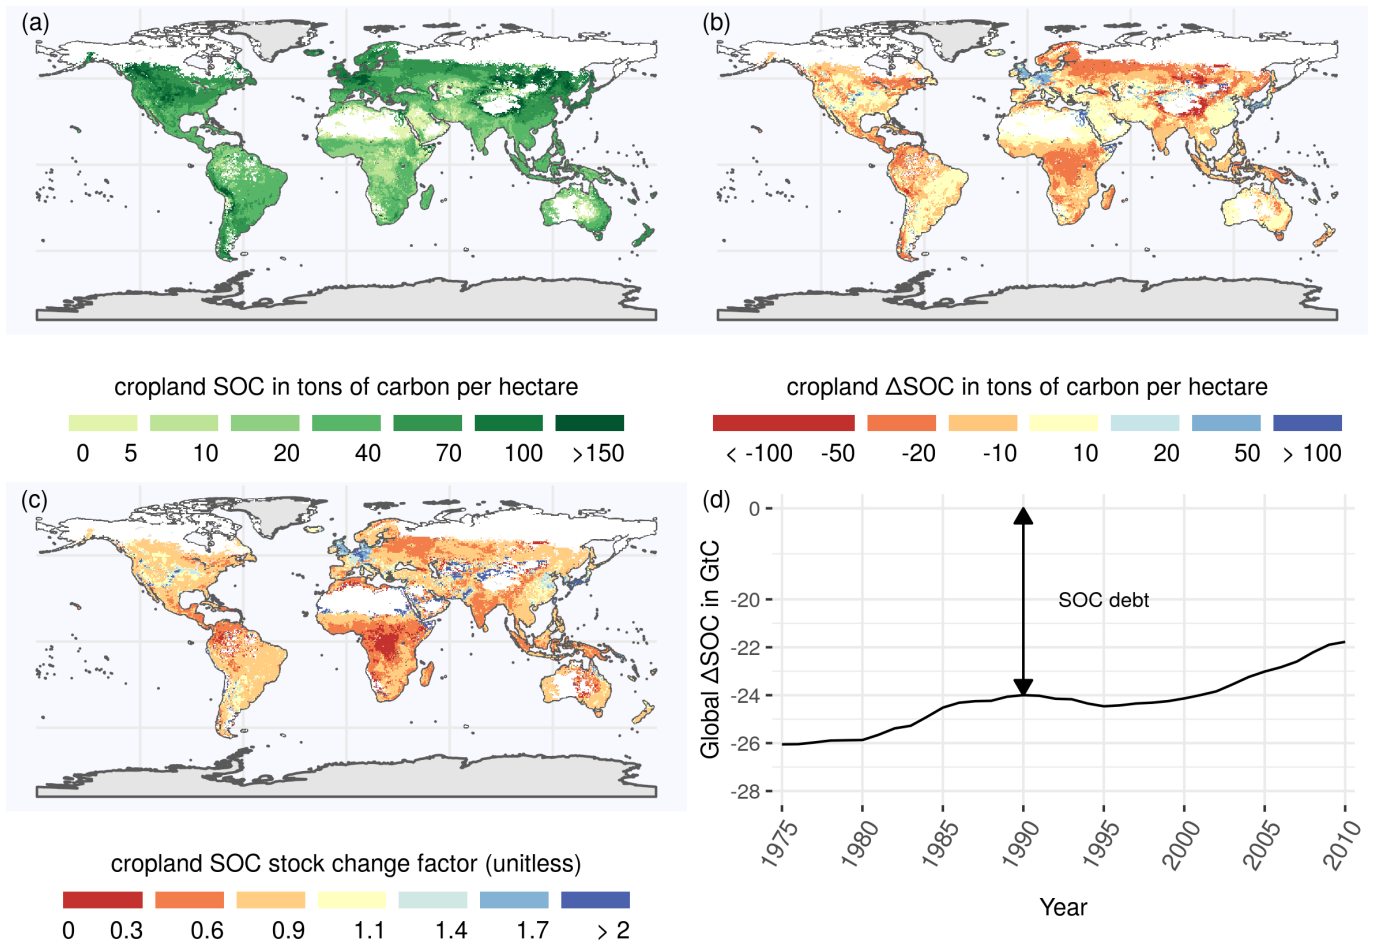 (a)
(b)
cropland SOC in tons of carbon per hectare
0 5 10 20 40 70 100 >150
cropland ΔSOC in tons of carbon per hectare
< -100 -50 -20 -10 10 20 50 > 100
(c)
cropland SOC stock change factor (unitless)
0 0.3 0.6 0.9 1.1 1.4 1.7 > 2
(d)
Global ΔSOC in GtC
0
-20
-22
-24
-26
-28
SOC debt
1975 1980 1985 1990 1995 2000 2005 2010
Year